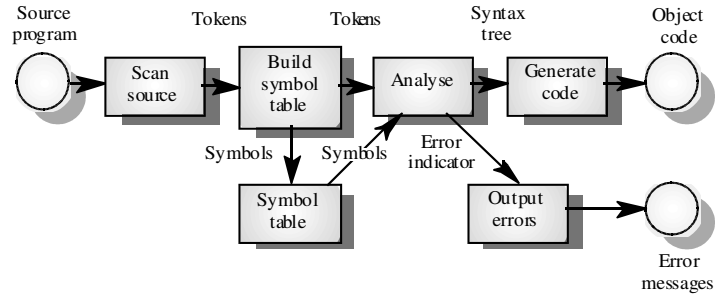 Source
program
Tokens
Tokens
Syntax
tree
Object
code
Scan
source
Build
symbol
table
Analyse
Generate
code
Symbols
Symbols
Error
indicator
Symbol
table
Output
errors
Error
messages